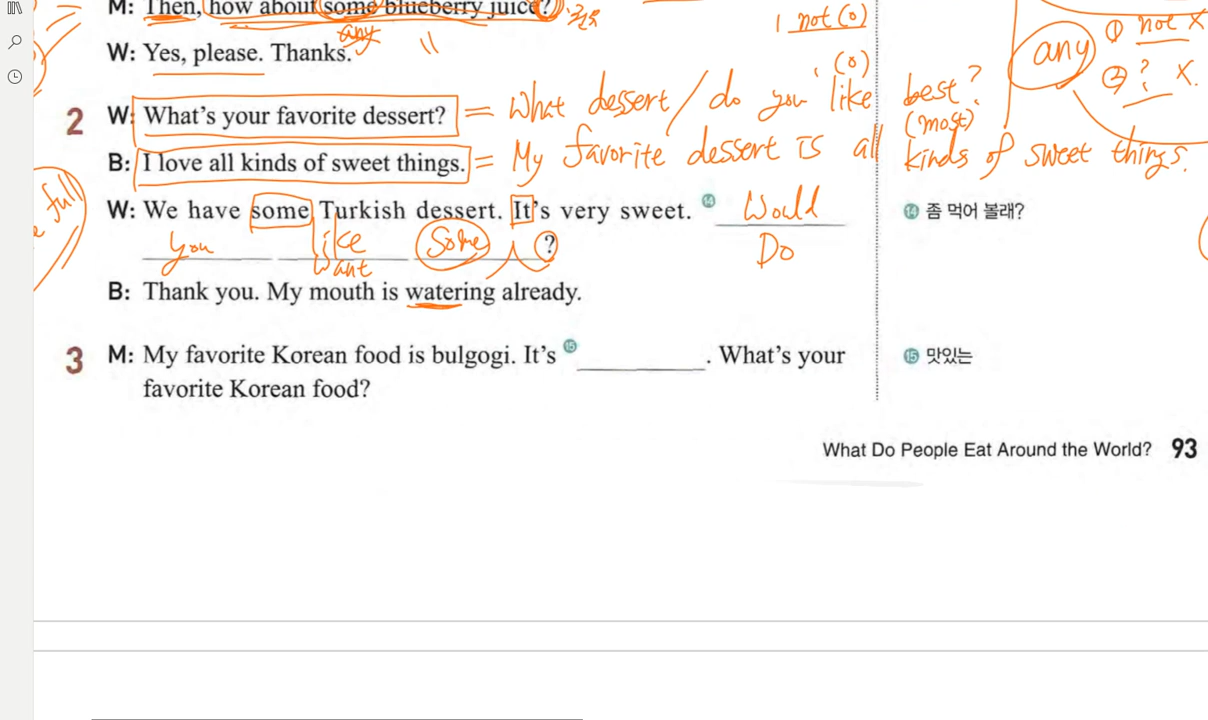 M: Then, how about some blueberry juice?
any
1 not (o)
① not X
any
② ? X.
W: Yes, please. Thanks.
(o)
2 W: What's your favorite dessert? = What dessert / do you like best?
(most)
B: I love all kinds of sweet things. = My favorite dessert is all kinds of sweet things.
full
W: We have some Turkish dessert. It's very sweet. ⑭ Would
⑭ 좀 먹어 볼래?
you like some ?
want
Do
B: Thank you. My mouth is watering already.
3 M: My favorite Korean food is bulgogi. It's ⑮ ________. What's your
⑮ 맛있는
favorite Korean food?
What Do People Eat Around the World? 93